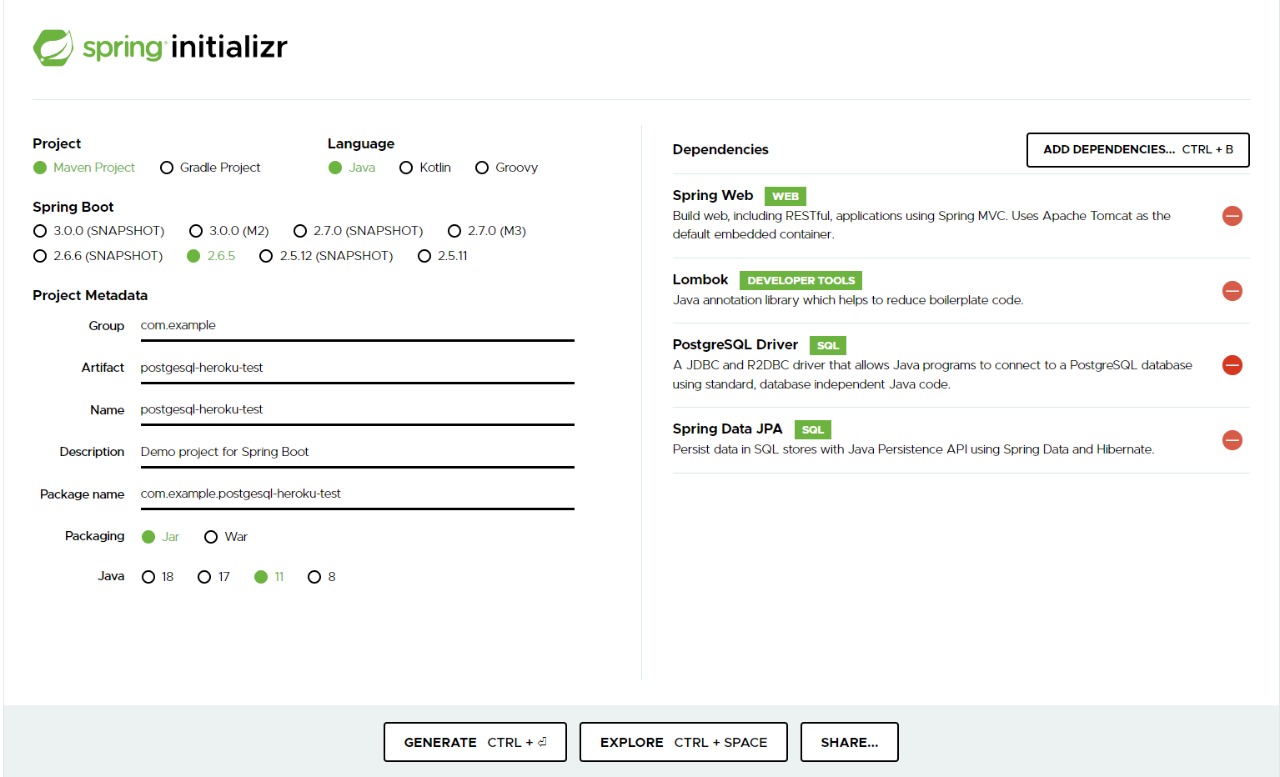 spring initializr
Project
Maven Project Gradle Project
Language
Java Kotlin Groovy
Spring Boot
3.0.0 (SNAPSHOT) 3.0.0 (M2) 2.7.0 (SNAPSHOT) 2.7.0 (M3)
2.6.6 (SNAPSHOT) 2.6.5 2.5.12 (SNAPSHOT) 2.5.11
Project Metadata
Group com.example
Artifact postgesql-heroku-test
Name postgesql-heroku-test
Description Demo project for Spring Boot
Package name com.example.postgesql-heroku-test
Packaging Jar War
Java 18 17 11 8
Dependencies ADD DEPENDENCIES... CTRL + B
Spring Web WEB
Build web, including RESTful, applications using Spring MVC. Uses Apache Tomcat as the
default embedded container.
Lombok DEVELOPER TOOLS
Java annotation library which helps to reduce boilerplate code.
PostgreSQL Driver SQL
A JDBC and R2DBC driver that allows Java programs to connect to a PostgreSQL database
using standard, database independent Java code.
Spring Data JPA SQL
Persist data in SQL stores with Java Persistence API using Spring Data and Hibernate.
GENERATE CTRL + ⏎ EXPLORE CTRL + SPACE SHARE...